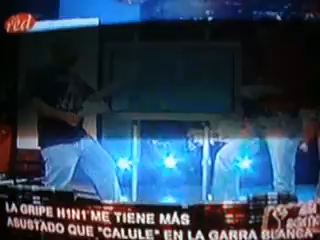 red
LA GRIPE H1N1 ME TIENE MÁS
ASUSTADO QUE "CALULE" EN LA GARRA BLANCA